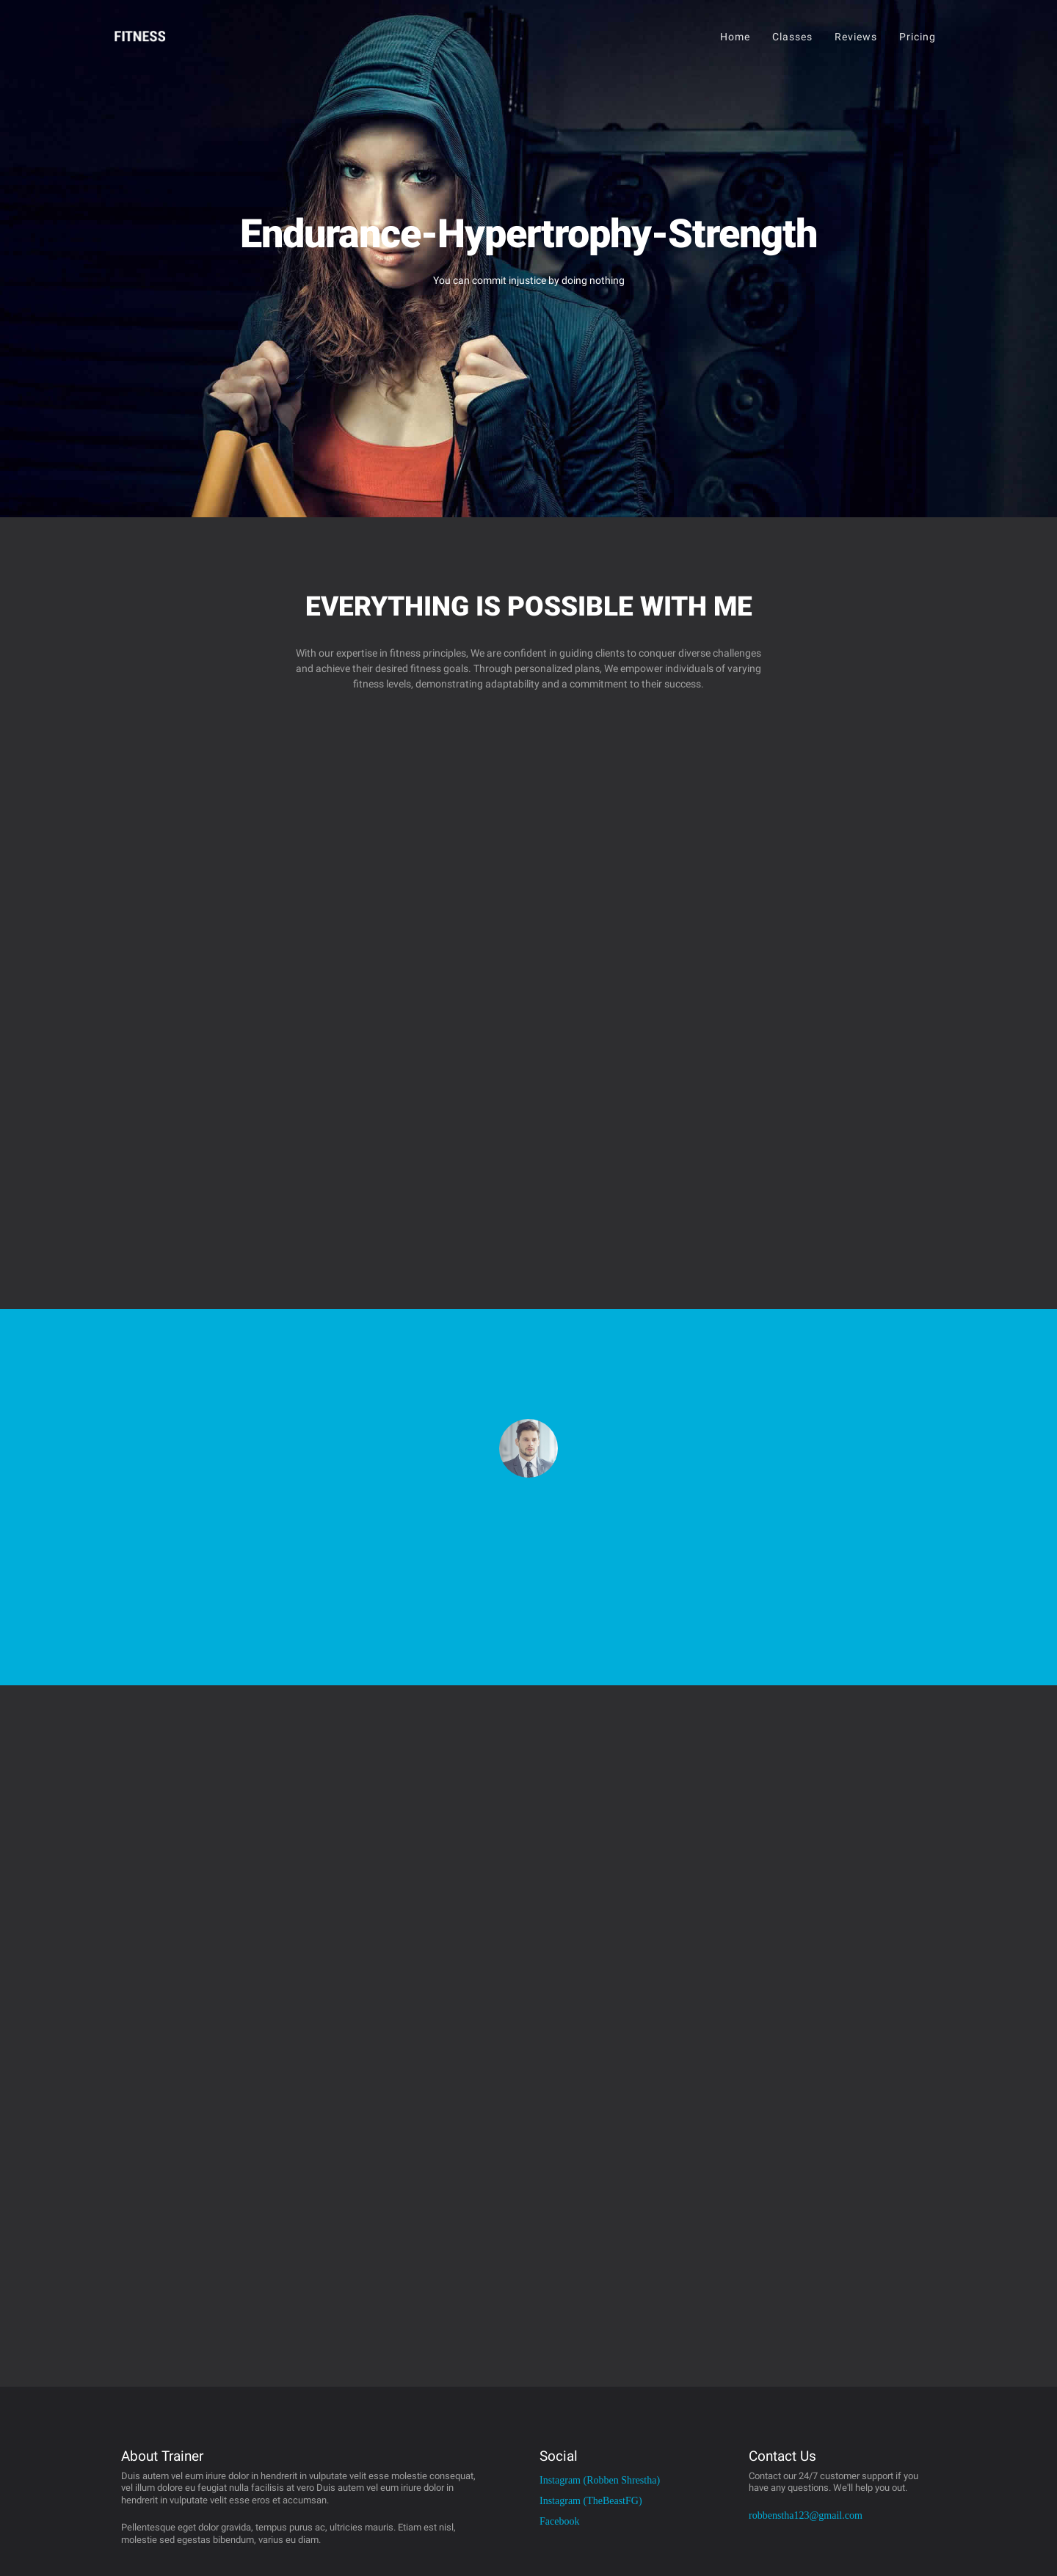 FITNESS
Home Classes Reviews Pricing
Endurance-Hypertrophy-Strength
You can commit injustice by doing nothing
EVERYTHING IS POSSIBLE WITH ME
With our expertise in fitness principles, We are confident in guiding clients to conquer diverse challenges
and achieve their desired fitness goals. Through personalized plans, We empower individuals of varying
fitness levels, demonstrating adaptability and a commitment to their success.
About Trainer
Duis autem vel eum iriure dolor in hendrerit in vulputate velit esse molestie consequat,
vel illum dolore eu feugiat nulla facilisis at vero Duis autem vel eum iriure dolor in
hendrerit in vulputate velit esse eros et accumsan.
Pellentesque eget dolor gravida, tempus purus ac, ultricies mauris. Etiam est nisl,
molestie sed egestas bibendum, varius eu diam.
Social
Instagram (Robben Shrestha)
Instagram (TheBeastFG)
Facebook
Contact Us
Contact our 24/7 customer support if you
have any questions. We'll help you out.
robbenstha123@gmail.com